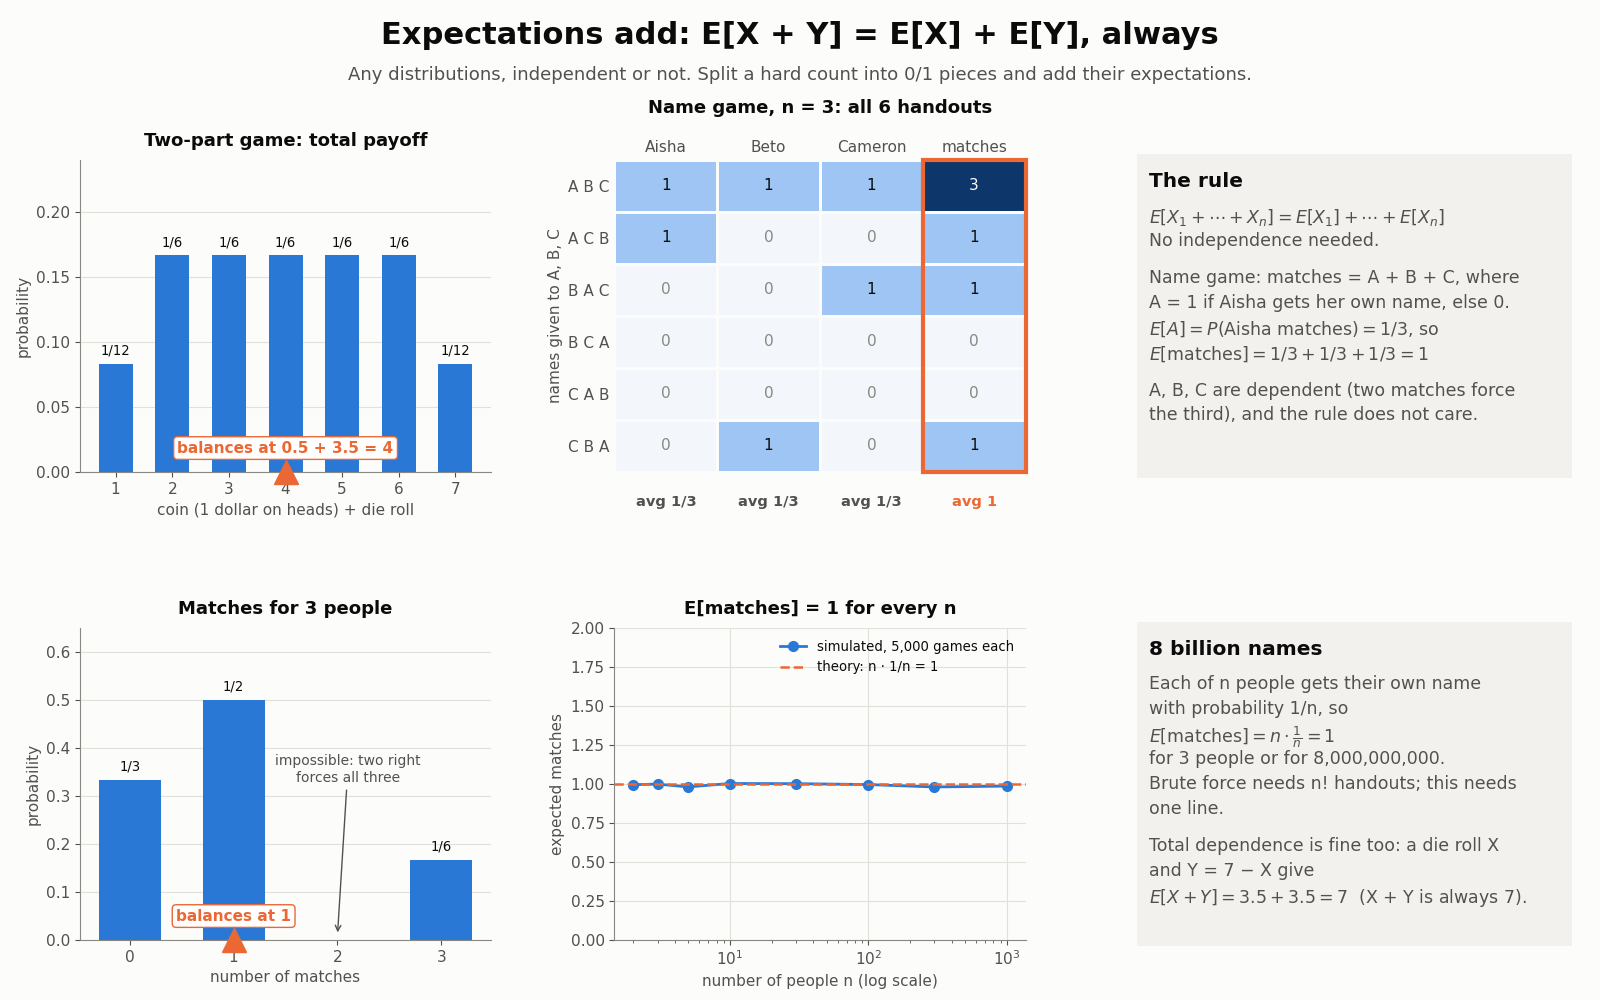 Expectations add: E[X + Y] = E[X] + E[Y], always
Any distributions, independent or not. Split a hard count into 0/1 pieces and add their expectations.
Two-part game: total payoff
probability
0.20
0.15
0.10
0.05
0.00
1/12
1/6
1/6
1/6
1/6
1/6
1/12
balances at 0.5 + 3.5 = 4
1 2 3 4 5 6 7
coin (1 dollar on heads) + die roll
Name game, n = 3: all 6 handouts
names given to A, B, C
Aisha Beto Cameron matches
A B C 1 1 1 3
A C B 1 0 0 1
B A C 0 0 1 1
B C A 0 0 0 0
C A B 0 0 0 0
C B A 0 1 0 1
avg 1/3 avg 1/3 avg 1/3 avg 1
The rule
E[X₁ + ⋯ + Xₙ] = E[X₁] + ⋯ + E[Xₙ]
No independence needed.
Name game: matches = A + B + C, where
A = 1 if Aisha gets her own name, else 0.
E[A] = P(Aisha matches) = 1/3, so
E[matches] = 1/3 + 1/3 + 1/3 = 1
A, B, C are dependent (two matches force
the third), and the rule does not care.
Matches for 3 people
probability
0.6
0.5
0.4
0.3
0.2
0.1
0.0
1/3
1/2
1/6
impossible: two right
forces all three
balances at 1
0 1 2 3
number of matches
E[matches] = 1 for every n
expected matches
2.00
1.75
1.50
1.25
1.00
0.75
0.50
0.25
0.00
simulated, 5,000 games each
theory: n · 1/n = 1
10¹ 10² 10³
number of people n (log scale)
8 billion names
Each of n people gets their own name
with probability 1/n, so
E[matches] = n · 1/n = 1
for 3 people or for 8,000,000,000.
Brute force needs n! handouts; this needs
one line.
Total dependence is fine too: a die roll X
and Y = 7 − X give
E[X + Y] = 3.5 + 3.5 = 7 (X + Y is always 7).